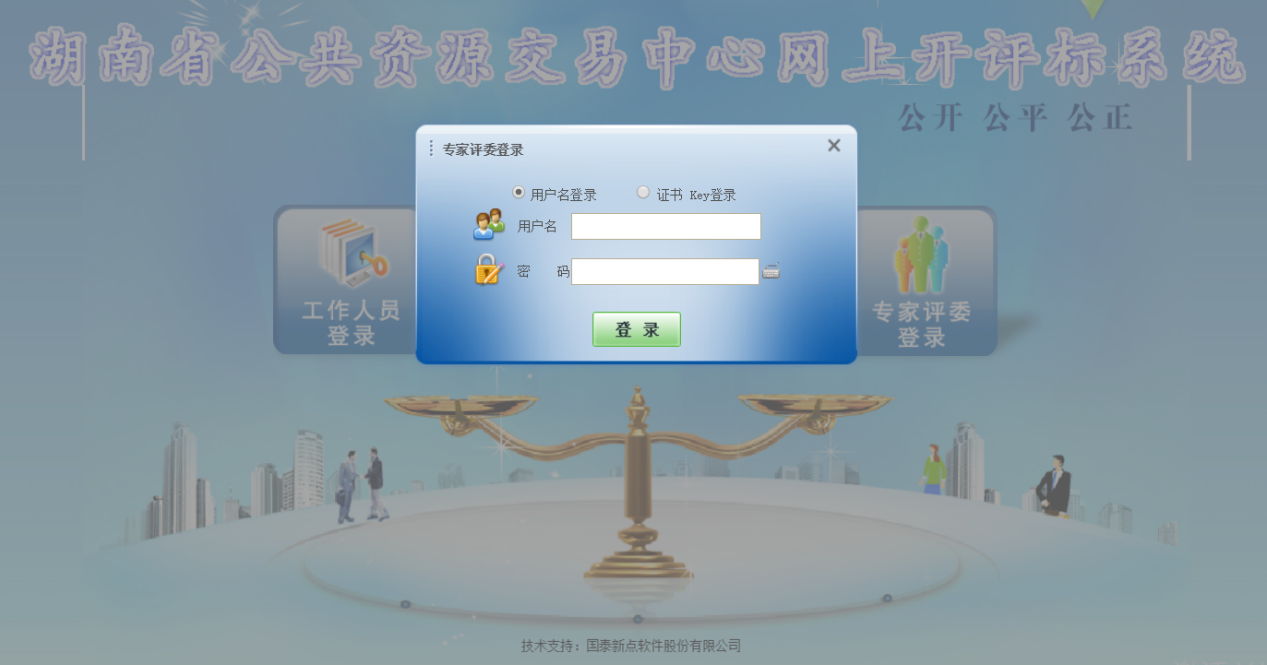 湖南省公共资源交易中心网上开评标系统
公开 公平 公正
专家评委登录
用户名登录 证书 Key登录
用户名
密 码
登 录
工作人员
登录
专家评委
登录
技术支持：国泰新点软件股份有限公司